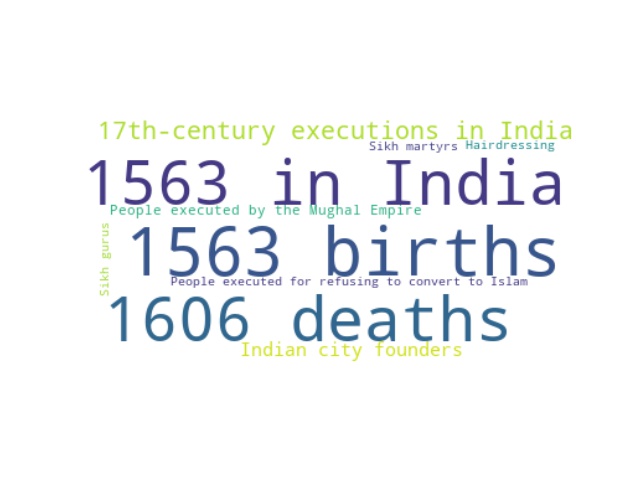 17th-century executions in India
Sikh martyrs
Hairdressing
1563 in India
People executed by the Mughal Empire
Sikh gurus
1563 births
People executed for refusing to convert to Islam
1606 deaths
Indian city founders